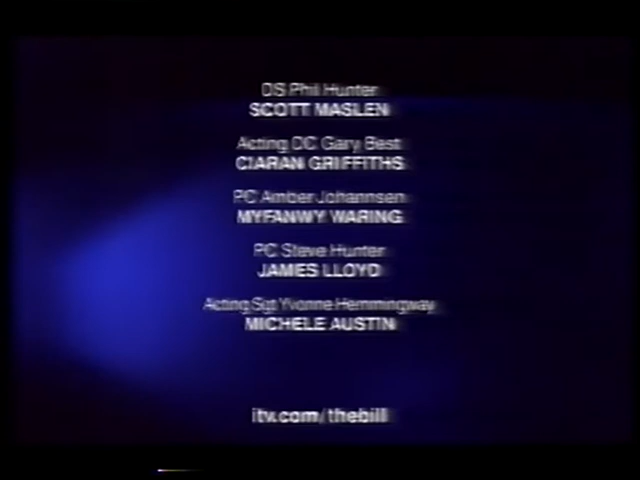 DS Phil Hunter
SCOTT MASLEN
Acting DC Gary Best
CIARAN GRIFFITHS
PC Amber Johannsen
MYFANWY WARING
PC Steve Hunter
JAMES LLOYD
Acting Sgt Yvonne Hemmingway
MICHELE AUSTIN
itv.com/thebill